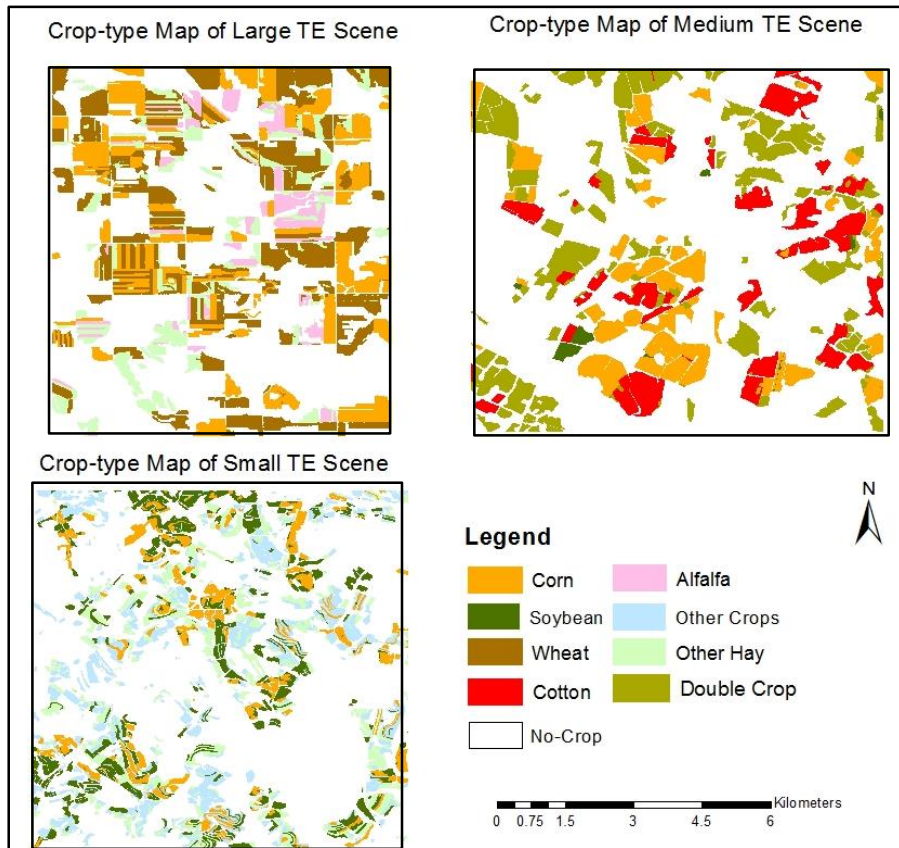 Crop-type Map of Large TE Scene
Crop-type Map of Medium TE Scene
Crop-type Map of Small TE Scene
N
Legend
Corn
Alfalfa
Soybean
Other Crops
Wheat
Other Hay
Cotton
Double Crop
No-Crop
Kilometers
0 0.75 1.5 3 4.5 6